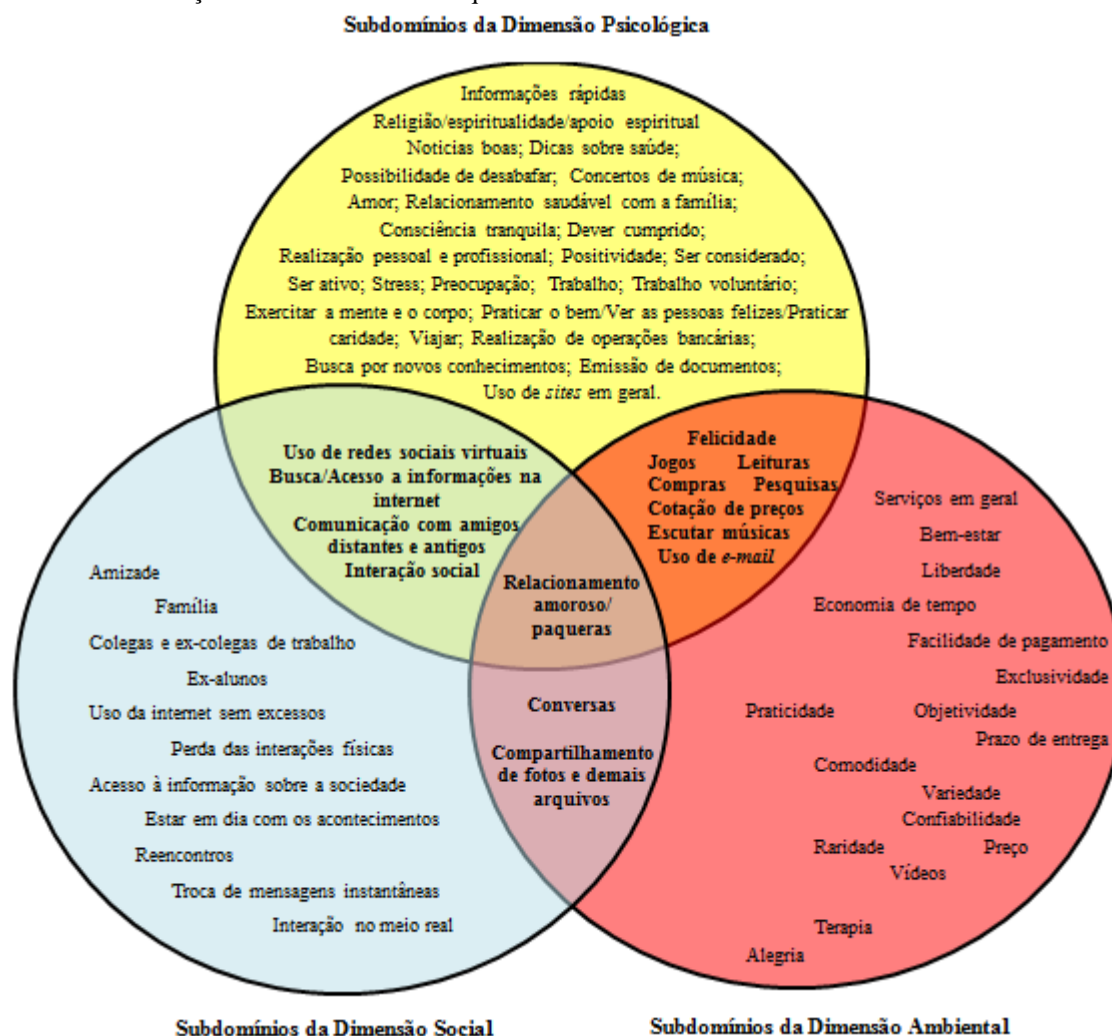 Subdomínios da Dimensão Psicológica
Informações rápidas
Religião/espiritualidade/apoio espiritual
Noticias boas; Dicas sobre saúde;
Possibilidade de desabafar; Concertos de música;
Amor; Relacionamento saudável com a família;
Consciência tranquila; Dever cumprido;
Realização pessoal e profissional; Positividade; Ser considerado;
Ser ativo; Stress; Preocupação; Trabalho; Trabalho voluntário;
Exercitar a mente e o corpo; Praticar o bem/Ver as pessoas felizes/Praticar
caridade; Viajar; Realização de operações bancárias;
Busca por novos conhecimentos; Emissão de documentos;
Uso de sites em geral.
Uso de redes sociais virtuais
Busca/Acesso a informações na
internet
Comunicação com amigos
distantes e antigos
Interação social
Felicidade
Jogos Leituras
Compras Pesquisas
Cotação de preços
Escutar músicas
Uso de e-mail
Relacionamento
amoroso/
paqueras
Conversas
Compartilhamento
de fotos e demais
arquivos
Amizade
Família
Colegas e ex-colegas de trabalho
Ex-alunos
Uso da internet sem excessos
Perda das interações físicas
Acesso à informação sobre a sociedade
Estar em dia com os acontecimentos
Reencontros
Troca de mensagens instantâneas
Interação no meio real
Serviços em geral
Bem-estar
Liberdade
Economia de tempo
Facilidade de pagamento
Exclusividade
Praticidade Objetividade
Prazo de entrega
Comodidade
Variedade
Confiabilidade
Raridade Preço
Vídeos
Terapia
Alegria
Subdomínios da Dimensão Social
Subdomínios da Dimensão Ambiental